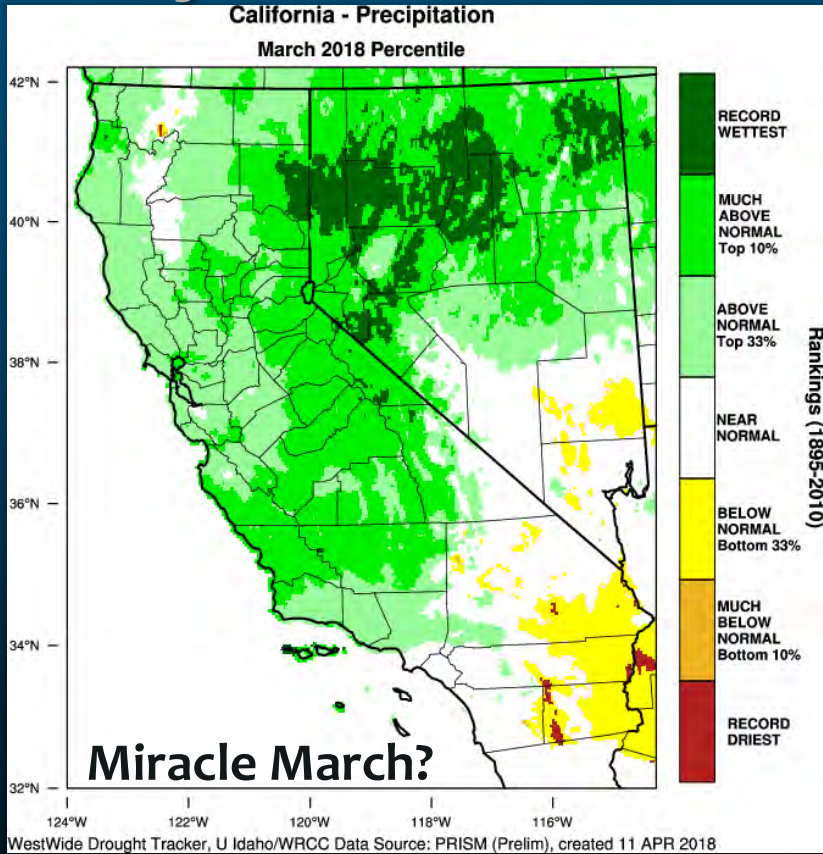 California - Precipitation
March 2018 Percentile
42°N
40°N
38°N
36°N
34°N
32°N
124°W
122°W
120°W
118°W
116°W
RECORD
WETTEST
MUCH
ABOVE
NORMAL
Top 10%
ABOVE
NORMAL
Top 33%
NEAR
NORMAL
BELOW
NORMAL
Bottom 33%
MUCH
BELOW
NORMAL
Bottom 10%
RECORD
DRIEST
Rankings (1895-2010)
Miracle March?
WestWide Drought Tracker, U Idaho/WRCC Data Source: PRISM (Prelim), created 11 APR 2018